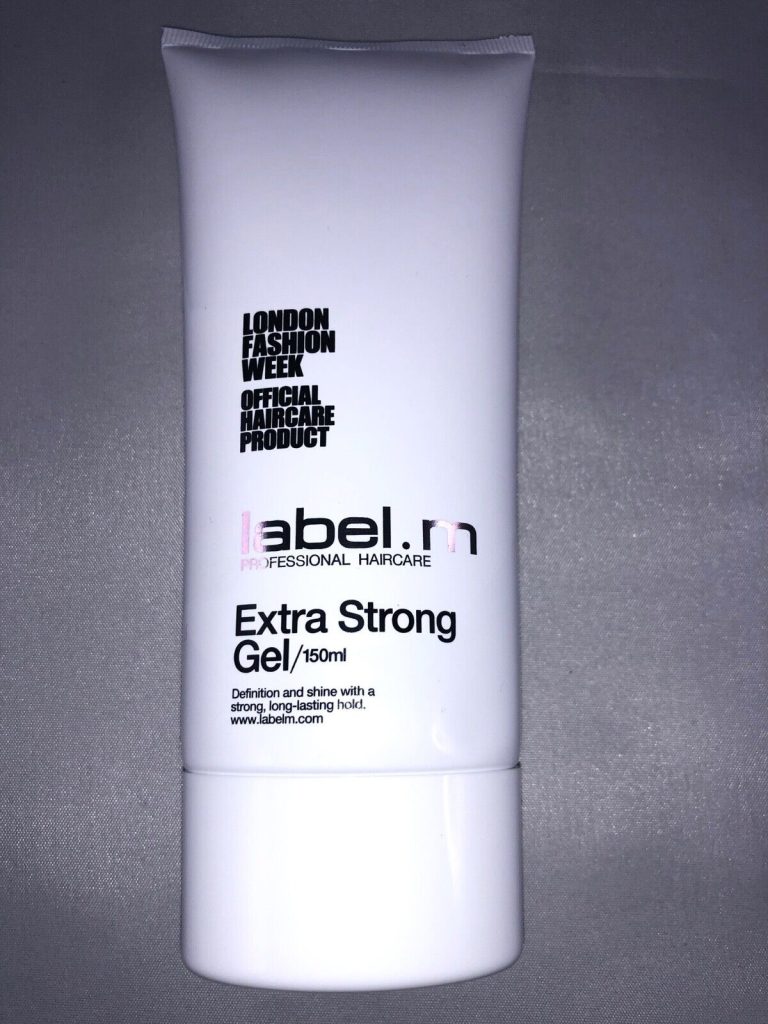 LONDON
FASHION
WEEK
OFFICIAL
HAIRCARE
PRODUCT
label.m
PROFESSIONAL HAIRCARE
Extra Strong
Gel/150ml
Definition and shine with a
strong, long-lasting hold.
www.labelm.com